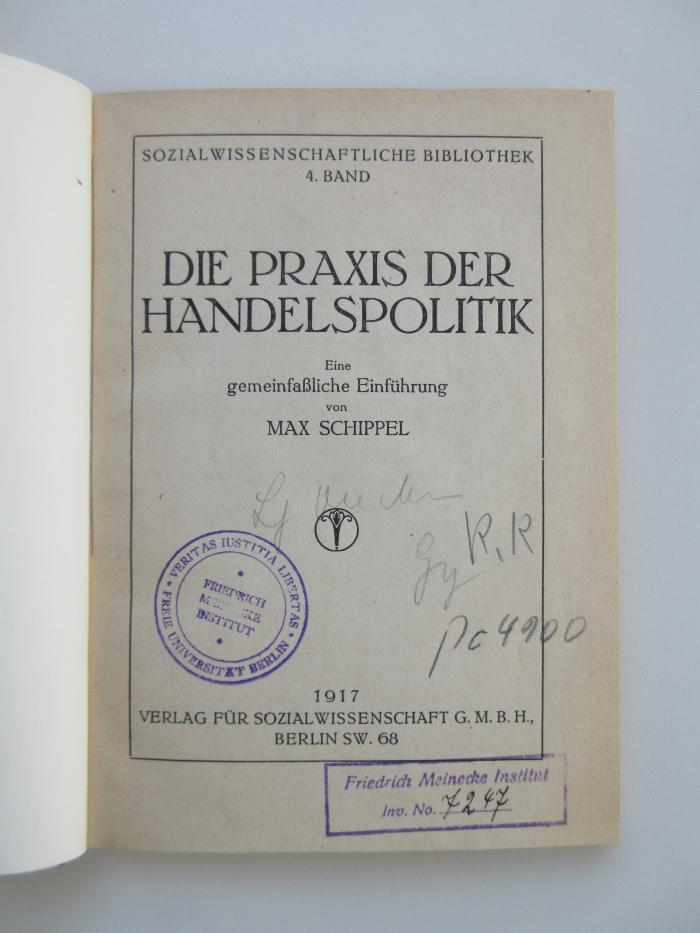 SOZIALWISSENSCHAFTLICHE BIBLIOTHEK
4. BAND
DIE PRAXIS DER
HANDELSPOLITIK
Eine
gemeinfaßliche Einführung
von
MAX SCHIPPEL
R, R
pc 4900
VERITAS IUSTITIA LIBERTAS
FREIE UNIVERSITÄT BERLIN
FRIEDRICH
MEINECKE
INSTITUT
1917
VERLAG FÜR SOZIALWISSENSCHAFT G. M. B. H.,
BERLIN SW. 68
Friedrich Meinecke Institut
Inv. No. 7247